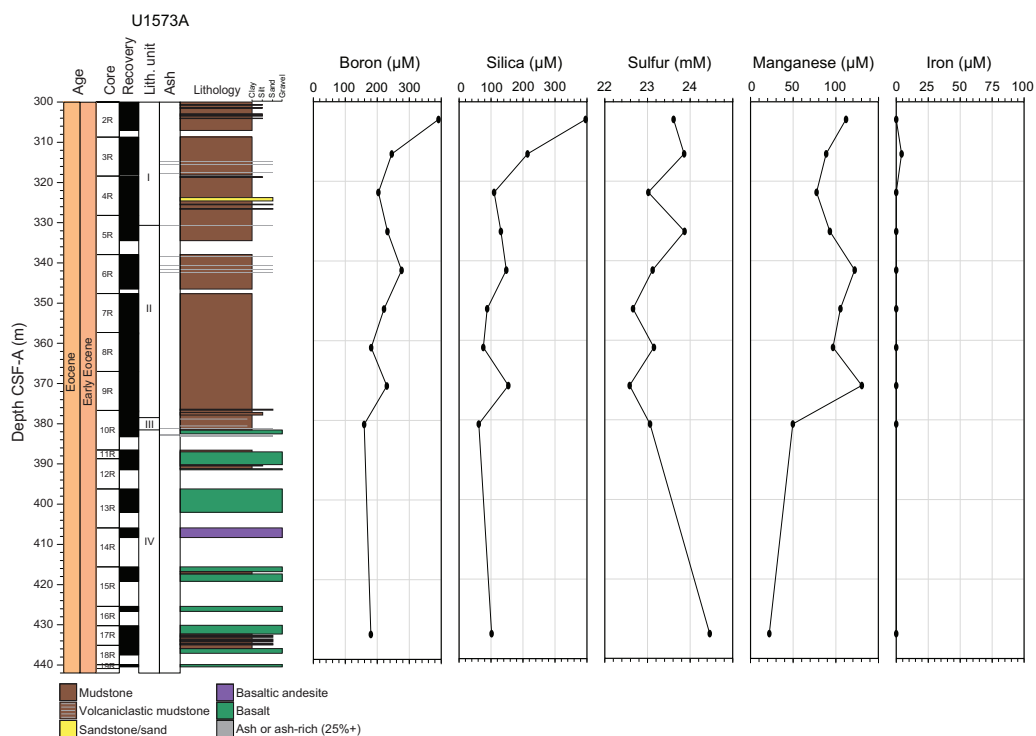 U1573A
Age
Core
Recovery
Lith. unit
Ash
Lithology
Clay
Silt
Sand
Gravel
Boron (µM)
0 200 400
Silica (µM)
0 100 200 300 400
Sulfur (mM)
22 23 24
Manganese (µM)
0 50 100
Iron (µM)
0 25 50 75 100
Depth CSF-A (m)
300
310
320
330
340
350
360
370
380
390
400
410
420
430
440
Eocene
Early Eocene
2R
3R
4R
5R
6R
7R
8R
9R
10R
11R
12R
13R
14R
15R
16R
17R
18R
19R
I
II
III
IV
Mudstone
Volcaniclastic mudstone
Sandstone/sand
Basaltic andesite
Basalt
Ash or ash-rich (25%+)